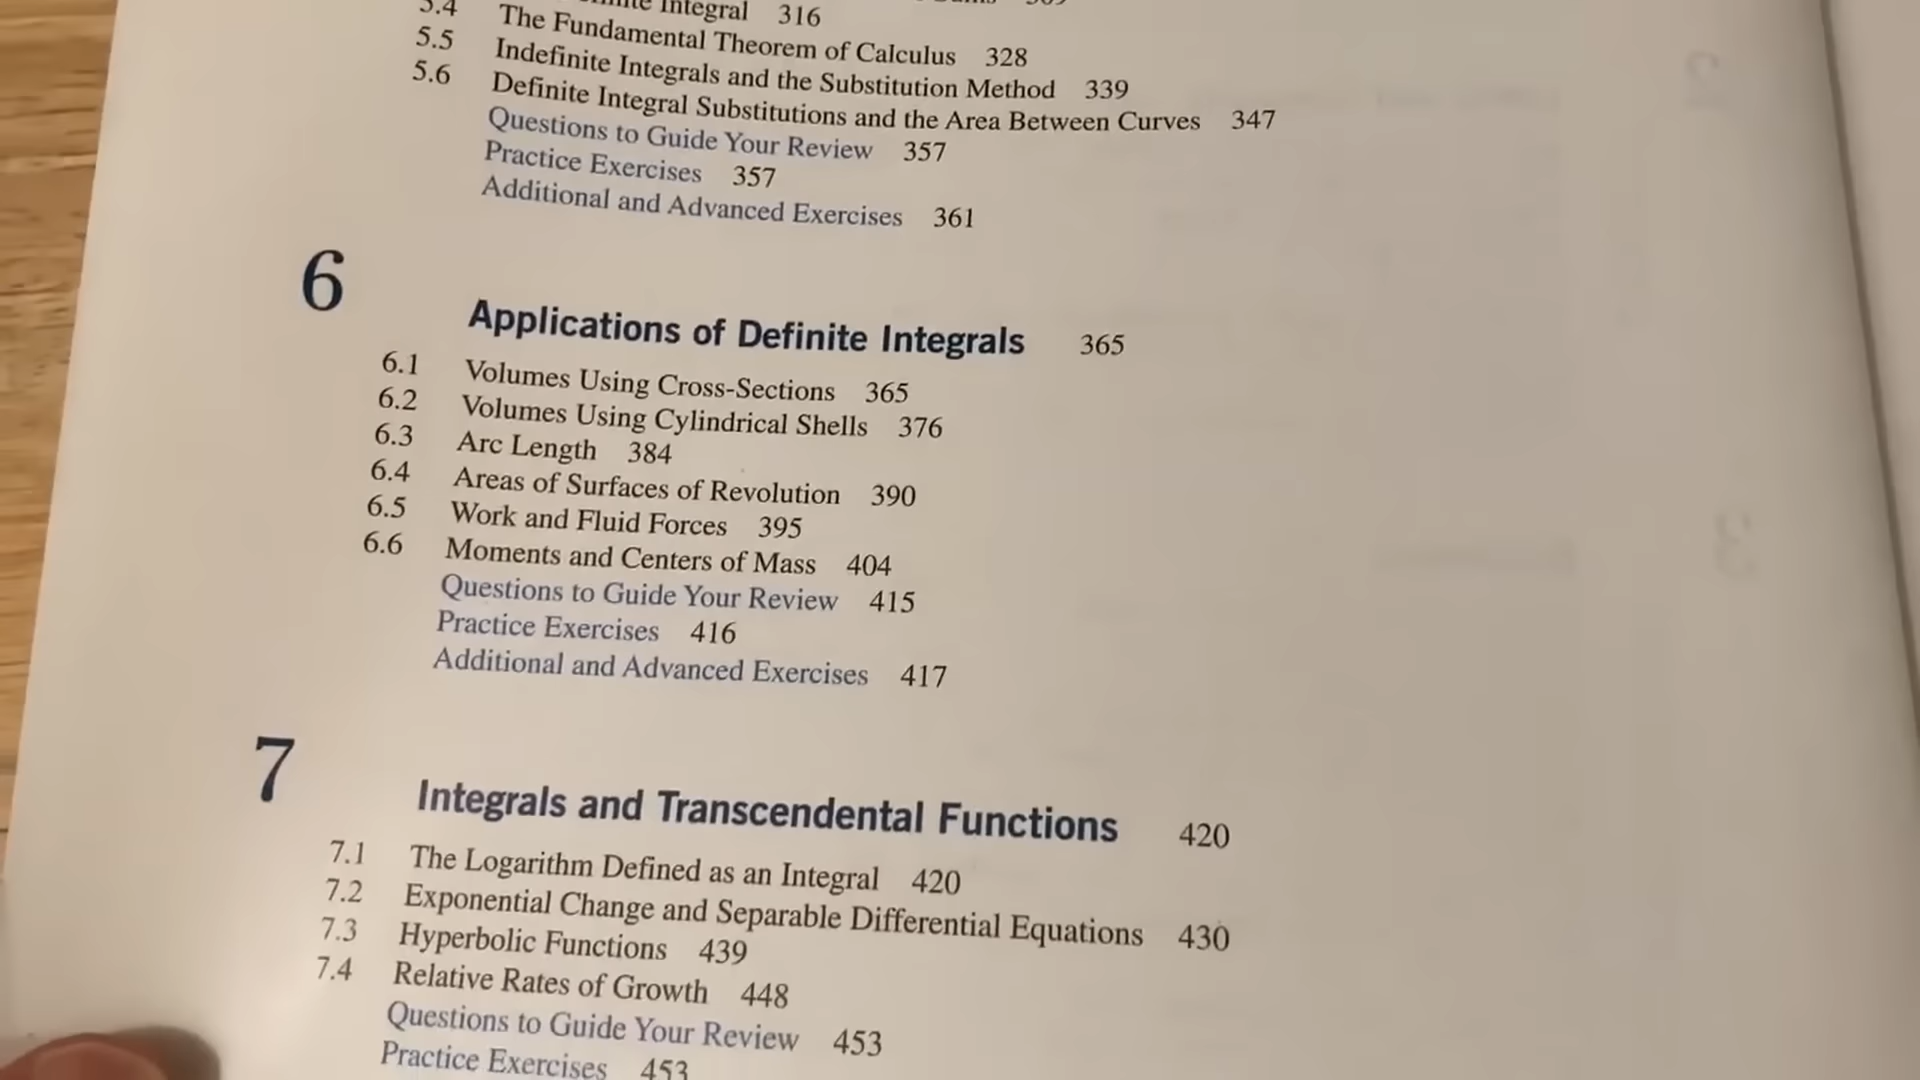 Integral 316
5.4 The Fundamental Theorem of Calculus 328
5.5 Indefinite Integrals and the Substitution Method 339
5.6 Definite Integral Substitutions and the Area Between Curves 347
Questions to Guide Your Review 357
Practice Exercises 357
Additional and Advanced Exercises 361
6 Applications of Definite Integrals 365
6.1 Volumes Using Cross-Sections 365
6.2 Volumes Using Cylindrical Shells 376
6.3 Arc Length 384
6.4 Areas of Surfaces of Revolution 390
6.5 Work and Fluid Forces 395
6.6 Moments and Centers of Mass 404
Questions to Guide Your Review 415
Practice Exercises 416
Additional and Advanced Exercises 417
7 Integrals and Transcendental Functions 420
7.1 The Logarithm Defined as an Integral 420
7.2 Exponential Change and Separable Differential Equations 430
7.3 Hyperbolic Functions 439
7.4 Relative Rates of Growth 448
Questions to Guide Your Review 453
Practice Exercises 453